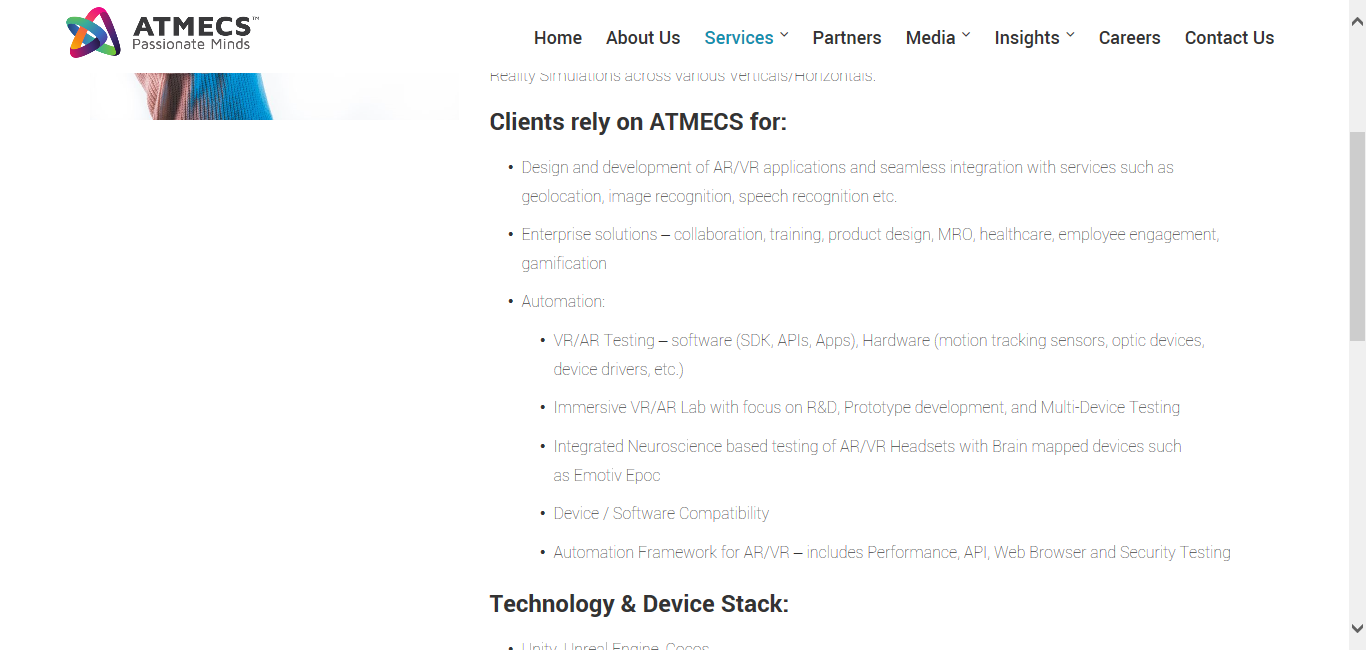 ATMECS™
Passionate Minds
Home About Us Services Partners Media Insights Careers Contact Us
Reality Simulations across various Verticals/Horizontals.
Clients rely on ATMECS for:
• Design and development of AR/VR applications and seamless integration with services such as
geolocation, image recognition, speech recognition etc.
• Enterprise solutions – collaboration, training, product design, MRO, healthcare, employee engagement,
gamification
• Automation:
• VR/AR Testing – software (SDK, APIs, Apps), Hardware (motion tracking sensors, optic devices,
device drivers, etc.)
• Immersive VR/AR Lab with focus on R&D, Prototype development, and Multi-Device Testing
• Integrated Neuroscience based testing of AR/VR Headsets with Brain mapped devices such
as Emotiv Epoc
• Device / Software Compatibility
• Automation Framework for AR/VR – includes Performance, API, Web Browser and Security Testing
Technology & Device Stack:
• Unity, Unreal Engine, Cocos